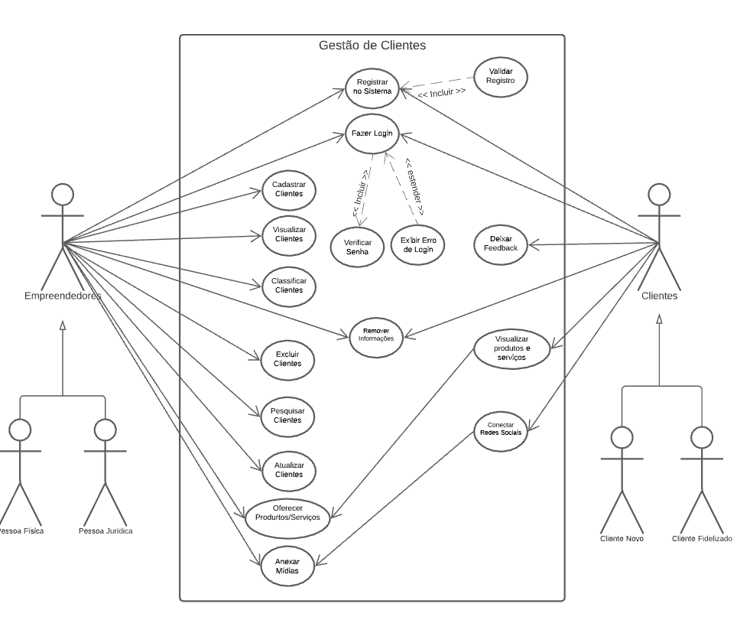 Gestão de Clientes
Registrar
no Sistema
Validar
Registro
<< Incluir >>
Fazer Login
<< Incluir >>
<< estender >>
Cadastrar
Clientes
Visualizar
Clientes
Verificar
Senha
Exibir Erro
de Login
Deixar
Feedback
Classificar
Clientes
Empreendedores
Clientes
Remover
Informações
Visualizar
produtos e
serviços
Excluir
Clientes
Pesquisar
Clientes
Conectar
Redes Sociais
Atualizar
Clientes
Oferecer
Produrtos/Serviços
Anexar
Mídias
Pessoa Física
Pessoa Jurídica
Cliente Novo
Cliente Fidelizado